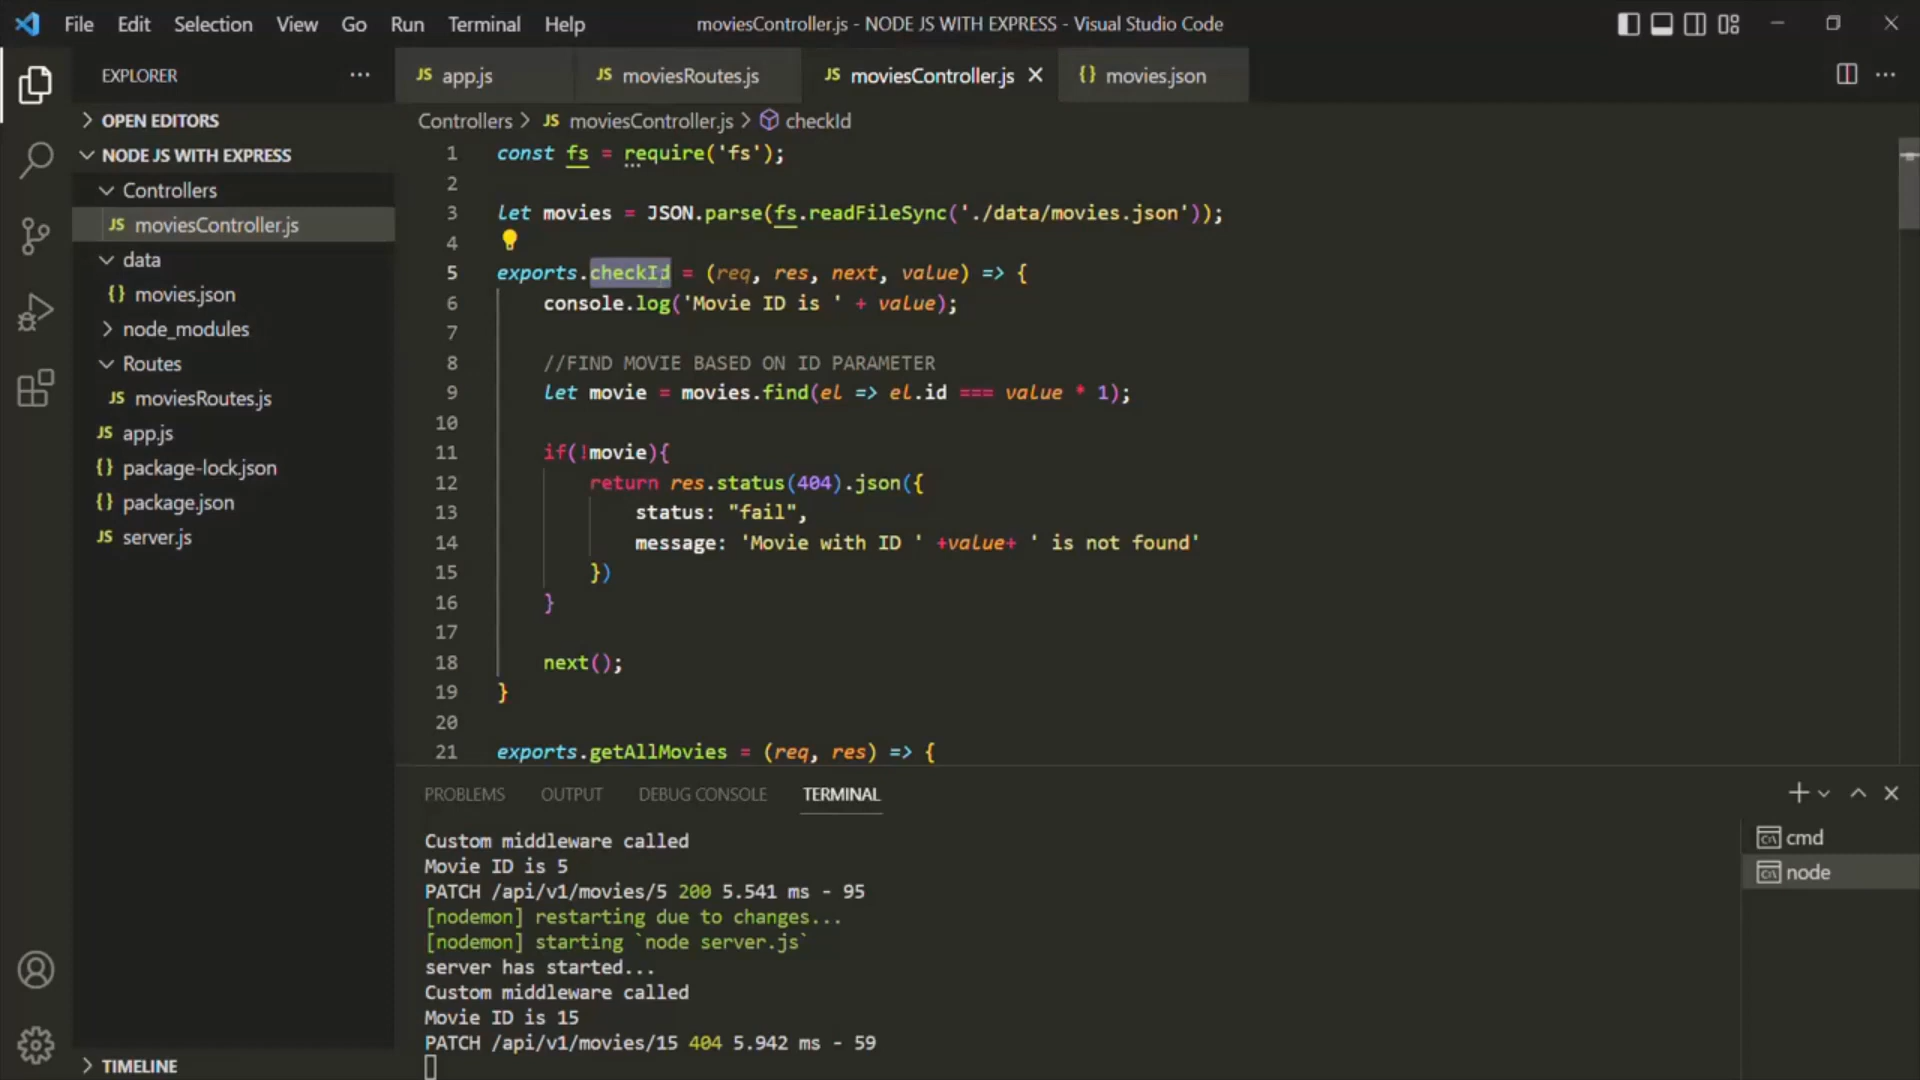 File Edit Selection View Go Run Terminal Help moviesController.js - NODE JS WITH EXPRESS - Visual Studio Code
EXPLORER
OPEN EDITORS
NODE JS WITH EXPRESS
Controllers
JS moviesController.js
data
{} movies.json
node_modules
Routes
JS moviesRoutes.js
JS app.js
{} package-lock.json
{} package.json
JS server.js
TIMELINE
JS app.js JS moviesRoutes.js JS moviesController.js {} movies.json
Controllers > JS moviesController.js > checkId
1 const fs = require('fs');
2
3 let movies = JSON.parse(fs.readFileSync('./data/movies.json'));
4
5 exports.checkId = (req, res, next, value) => {
6 console.log('Movie ID is ' + value);
7
8 //FIND MOVIE BASED ON ID PARAMETER
9 let movie = movies.find(el => el.id === value * 1);
10
11 if(!movie){
12 return res.status(404).json({
13 status: "fail",
14 message: 'Movie with ID ' +value+ ' is not found'
15 })
16 }
17
18 next();
19 }
20
21 exports.getAllMovies = (req, res) => {
PROBLEMS OUTPUT DEBUG CONSOLE TERMINAL
Custom middleware called
Movie ID is 5
PATCH /api/v1/movies/5 200 5.541 ms - 95
[nodemon] restarting due to changes...
[nodemon] starting `node server.js`
server has started...
Custom middleware called
Movie ID is 15
PATCH /api/v1/movies/15 404 5.942 ms - 59
cmd
node